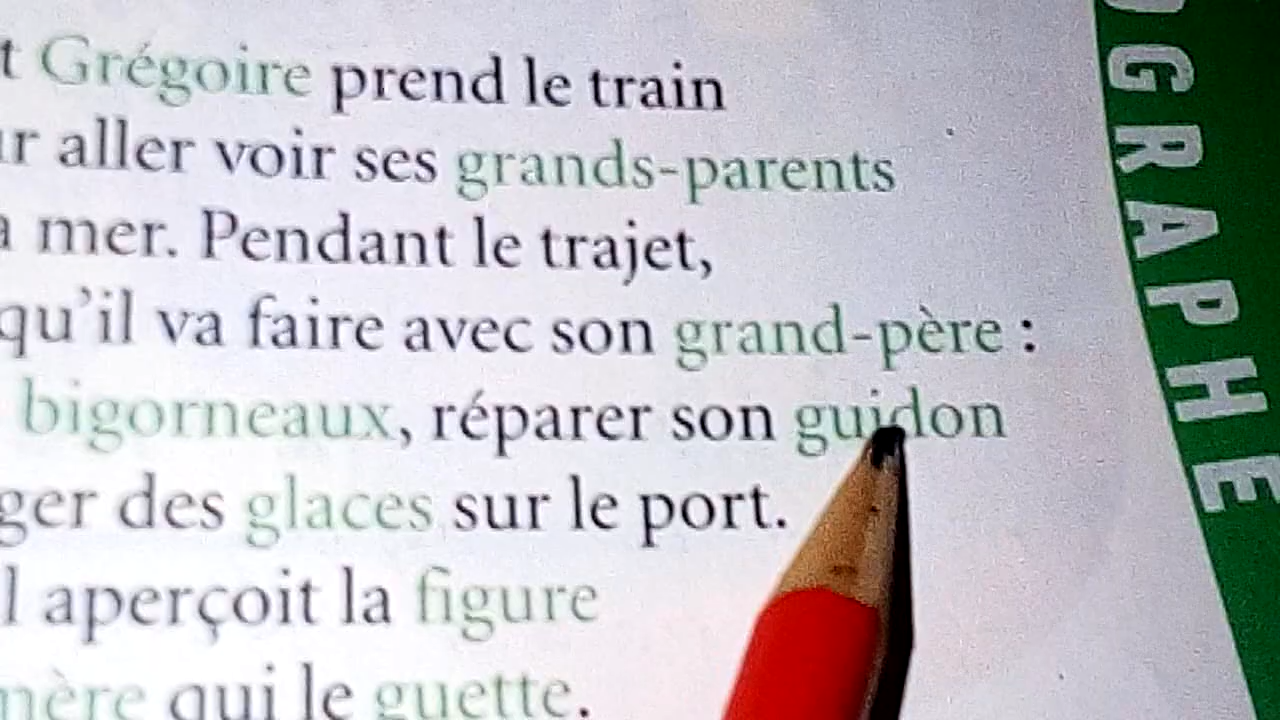 Grégoire prend le train
aller voir ses grands-parents
mer. Pendant le trajet,
qu'il va faire avec son grand-père :
bigorneaux, réparer son guidon
ger des glaces sur le port.
aperçoit la figure
mère qui le guette.
OGRAPHE